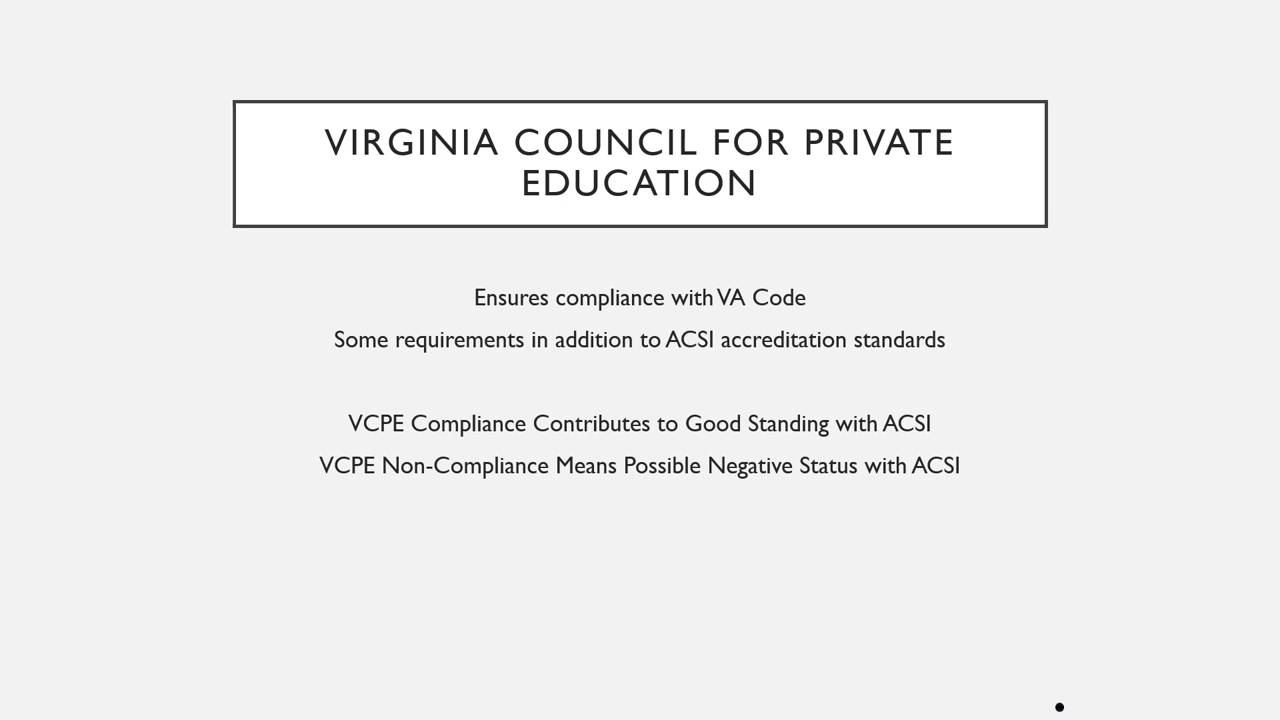 VIRGINIA COUNCIL FOR PRIVATE
EDUCATION
Ensures compliance with VA Code
Some requirements in addition to ACSI accreditation standards
VCPE Compliance Contributes to Good Standing with ACSI
VCPE Non-Compliance Means Possible Negative Status with ACSI